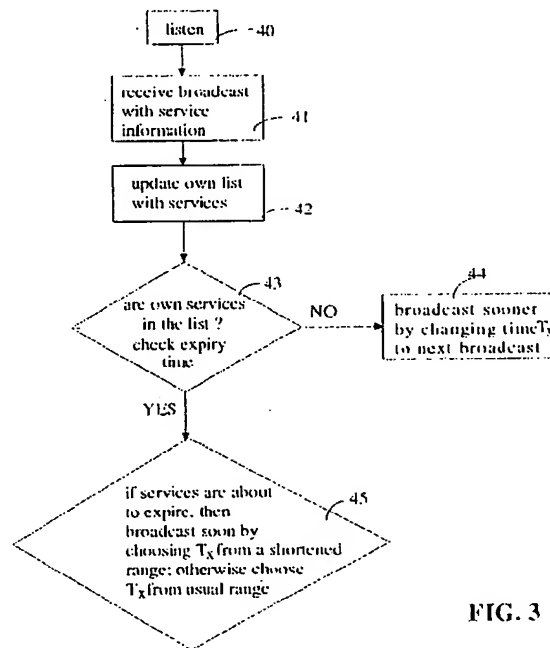 listen
40
receive broadcast
with service
information
41
update own list
with services
42
43
are own services
in the list ?
check expiry
time
NO
44
broadcast sooner
by changing time Tx
to next broadcast
YES
45
if services are about
to expire, then
broadcast soon by
choosing Tx from a shortened
range; otherwise choose
Tx from usual range
FIG. 3